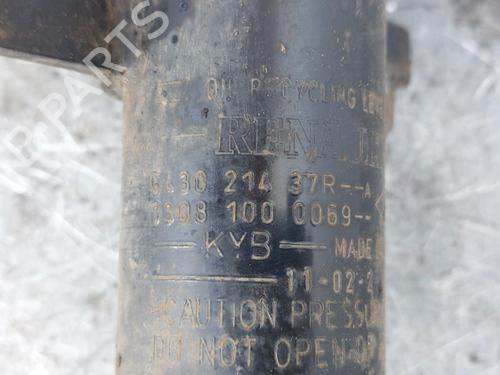 OIL RECYCLING LEV
RENAULT
5430 214 37R--A
0308 100 0069--
KYB MADE
11-02-2
CAUTION PRESSU
DO NOT OPEN